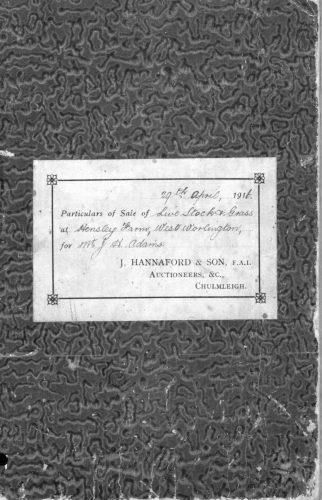 29th April, 1916.
Particulars of Sale of Live Stock & Grass
at Hensley Farm, West Worlington,
for Mr J. H. Adams.
J. HANNAFORD & SON, F.A.I.
AUCTIONEERS, &C.,
CHULMLEIGH.